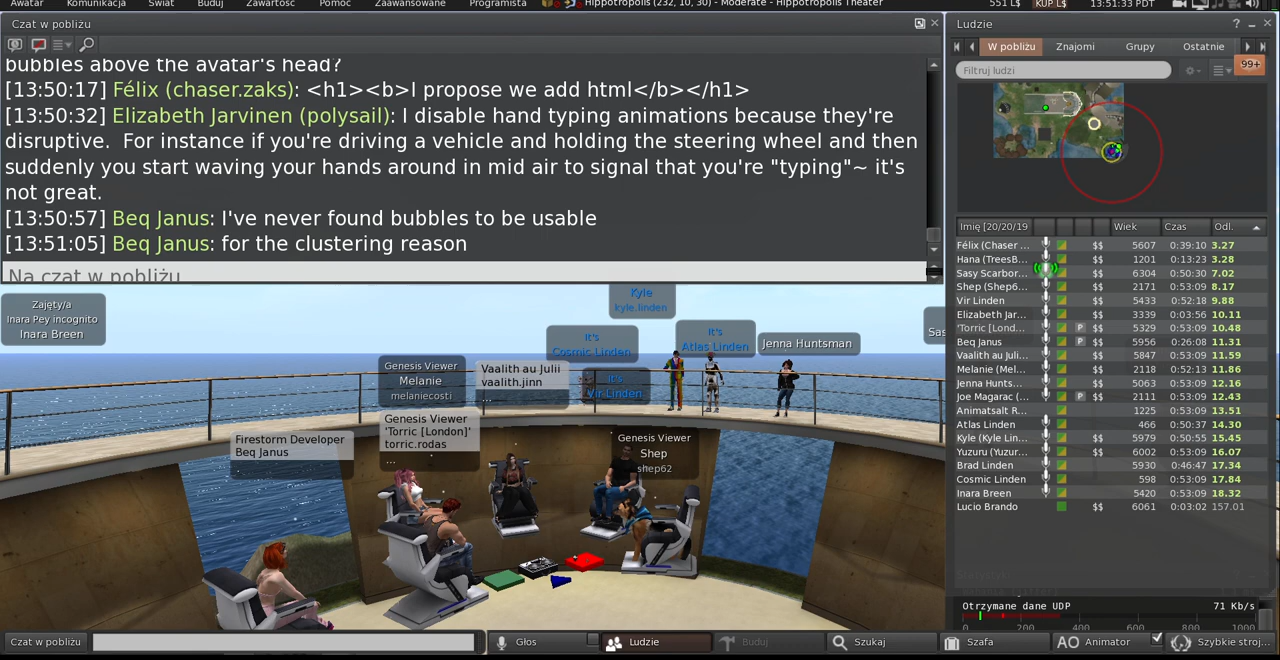 Awatar Komunikacja Świat Buduj Zawartość Pomoc Zaawansowane Programista Hippotropolis (232, 10, 30) - Moderate - Hippotropolis Theater 551 L$ KUP L$ 13:51:33 PDT
Czat w pobliżu
bubbles above the avatar's head?
[13:50:17] Félix (chaser.zaks): <h1><b>I propose we add html</b></h1>
[13:50:32] Elizabeth Jarvinen (polysail): I disable hand typing animations because they're
disruptive.  For instance if you're driving a vehicle and holding the steering wheel and then
suddenly you start waving your hands around in mid air to signal that you're "typing"~ it's
not great.
[13:50:57] Beq Janus: I've never found bubbles to be usable
[13:51:05] Beq Janus: for the clustering reason
Na czat w pobliżu
Zajęty/a
Inara Pey incognito
Inara Breen
Kyle
kyle.linden
It's
Cosmic Linden
It's
Atlas Linden
Jenna Huntsman
Sas
Genesis Viewer
Melanie
melaniecosti
Vaalith au Julii
vaalith.jinn
...
It's
Vir Linden
Genesis Viewer
'Torric [London]'
torric.rodas
...
Firestorm Developer
Beq Janus
Genesis Viewer
Shep
shep62
Ludzie
? _ ×
W pobliżu Znajomi Grupy Ostatnie
99+
Filtruj ludzi
Imię [20/20/19 Wiek Czas Odl.
Félix (Chaser ... $$ 5607 0:39:10 3.27
Hana (TreesB... $$ 1201 0:13:23 3.28
Sasy Scarbor... $$ 6304 0:50:30 7.02
Shep (Shep6... $$ 2171 0:53:09 8.17
Vir Linden $$ 5433 0:52:18 9.88
Elizabeth Jar... $$ 3339 0:03:56 10.11
'Torric [Lond... P $$ 5329 0:53:09 10.48
Beq Janus P $$ 5956 0:26:08 11.31
Vaalith au Juli... $$ 5847 0:53:09 11.59
Melanie (Mel... $$ 2118 0:52:13 11.86
Jenna Hunts... $$ 5063 0:53:09 12.16
Joe Magarac (... P $$ 2111 0:53:09 12.43
Animatsalt R... 1225 0:53:09 13.51
Atlas Linden 466 0:50:37 14.30
Kyle (Kyle Lin... $$ 5979 0:50:55 15.45
Yuzuru (Yuzur... $$ 6002 0:53:09 16.07
Brad Linden 5930 0:46:47 17.34
Cosmic Linden 598 0:53:09 17.84
Inara Breen 5420 0:53:09 18.32
Lucio Brando $$ 6061 0:03:02 157.01
Otrzymane dane UDP 71 Kb/s
0 200 400 600 800 1000
Czat w pobliżu Głos Ludzie Buduj Szukaj Szafa AO Animator Szybkie stroj...